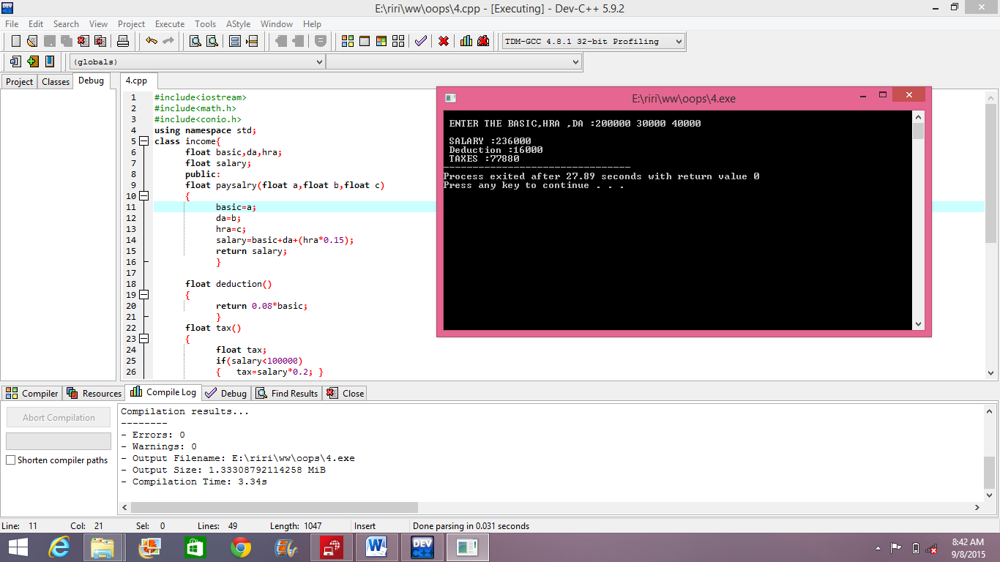 E:\riri\ww\oops\4.cpp - [Executing] - Dev-C++ 5.9.2
File Edit Search View Project Execute Tools AStyle Window Help
TDM-GCC 4.8.1 32-bit Profiling
(globals)
Project Classes Debug
4.cpp
1 #include<iostream>
2 #include<math.h>
3 #include<conio.h>
4 using namespace std;
5 class income{
6 float basic,da,hra;
7 float salary;
8 public:
9 float paysalry(float a,float b,float c)
10 {
11 basic=a;
12 da=b;
13 hra=c;
14 salary=basic+da+(hra*0.15);
15 return salary;
16 }
17
18 float deduction()
19 {
20 return 0.08*basic;
21 }
22 float tax()
23 {
24 float tax;
25 if(salary<100000)
26 { tax=salary*0.2; }
E:\riri\ww\oops\4.exe
ENTER THE BASIC,HRA ,DA :200000 30000 40000
SALARY :236000
Deduction :16000
TAXES :77880
--------------------------------
Process exited after 27.89 seconds with return value 0
Press any key to continue . . .
Compiler Resources Compile Log Debug Find Results Close
Abort Compilation
Shorten compiler paths
Compilation results...
--------
- Errors: 0
- Warnings: 0
- Output Filename: E:\riri\ww\oops\4.exe
- Output Size: 1.33308792114258 MiB
- Compilation Time: 3.34s
Line: 11 Col: 21 Sel: 0 Lines: 49 Length: 1047 Insert Done parsing in 0.031 seconds
DEV C++
8:42 AM
9/8/2015